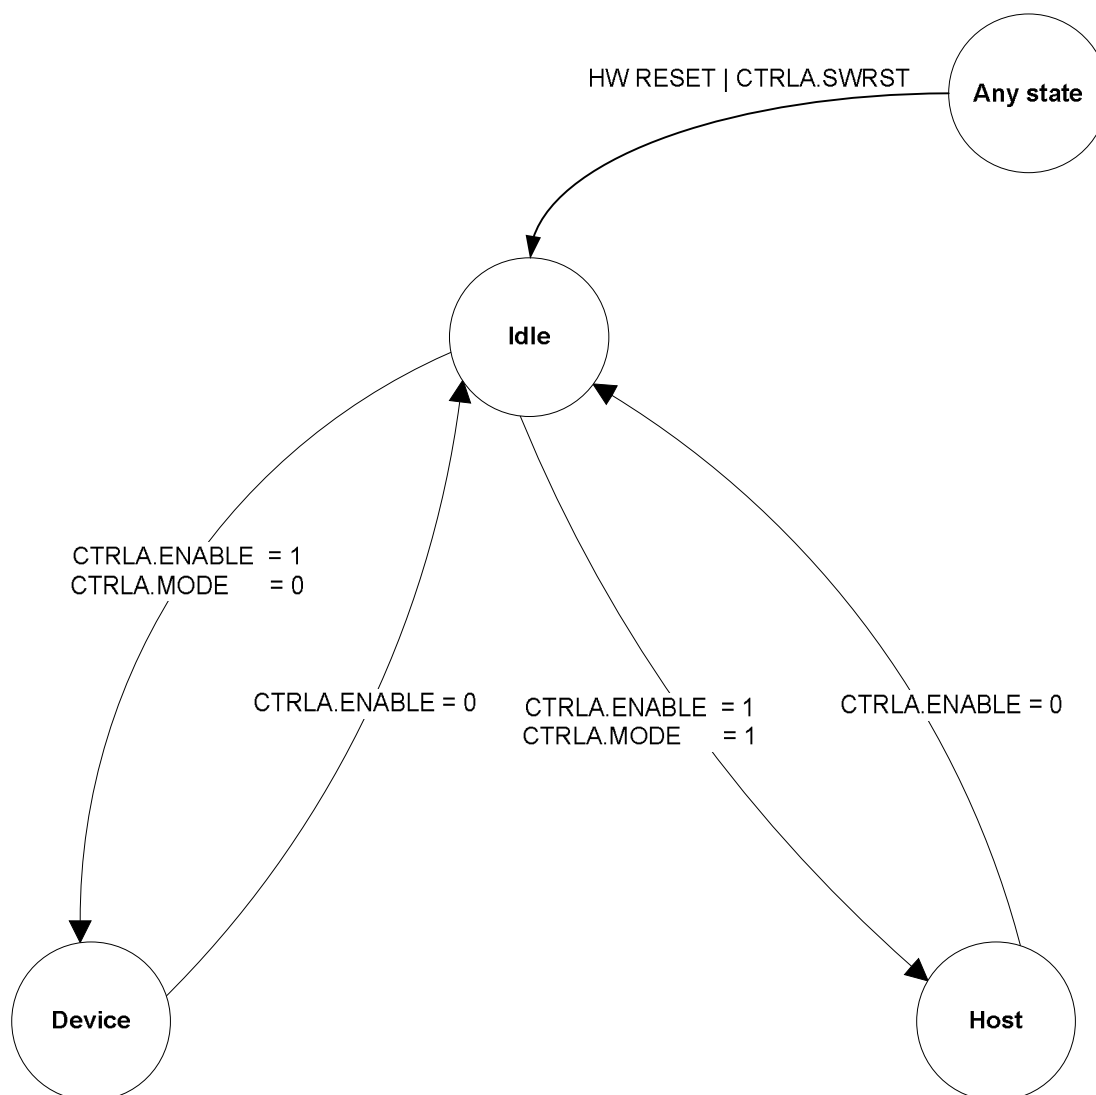 HW RESET | CTRLA.SWRST
Any state
Idle
CTRLA.ENABLE = 1
CTRLA.MODE = 0
CTRLA.ENABLE = 0
CTRLA.ENABLE = 1
CTRLA.MODE = 1
CTRLA.ENABLE = 0
Device
Host